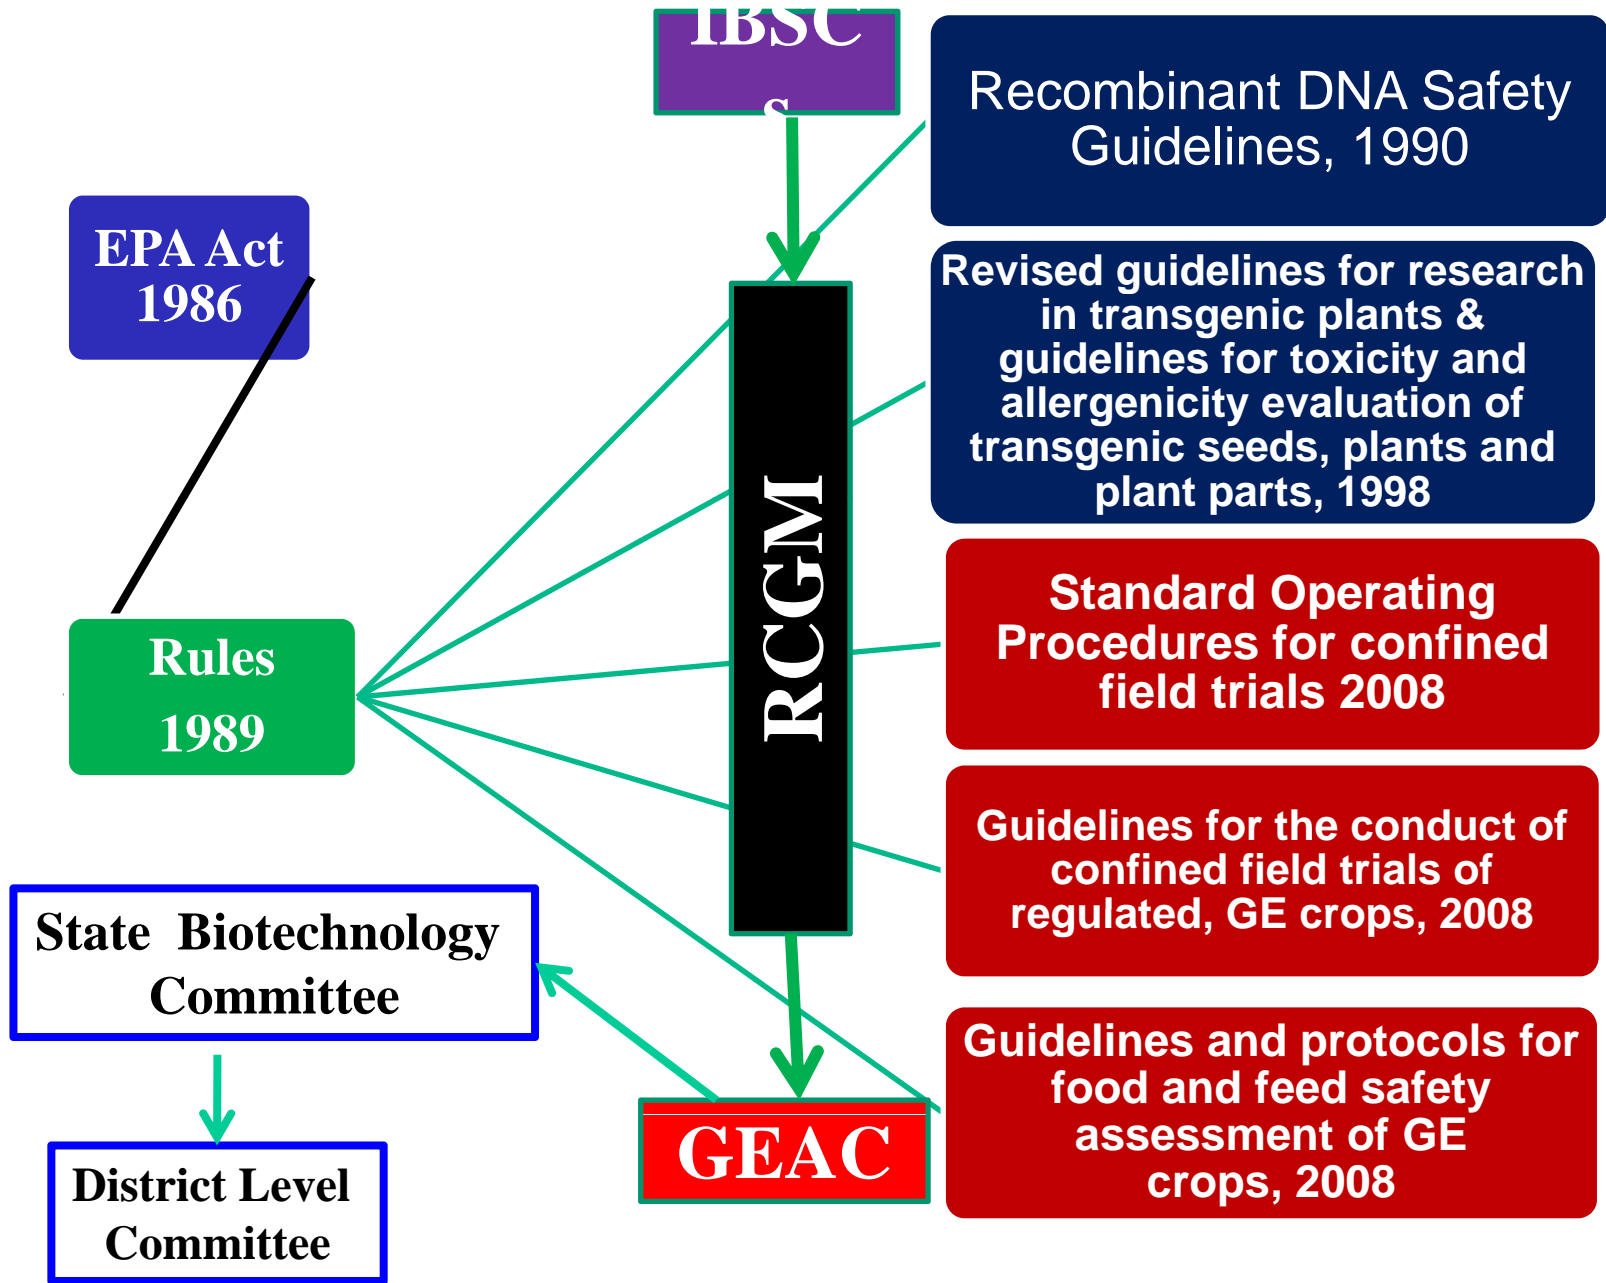 IBSC
s
Recombinant DNA Safety
Guidelines, 1990
EPA Act
1986
Revised guidelines for research
in transgenic plants &
guidelines for toxicity and
allergenicity evaluation of
transgenic seeds, plants and
plant parts, 1998
RCGM
Standard Operating
Procedures for confined
field trials 2008
Rules
1989
Guidelines for the conduct of
confined field trials of
regulated, GE crops, 2008
State Biotechnology
Committee
Guidelines and protocols for
food and feed safety
assessment of GE
crops, 2008
GEAC
District Level
Committee